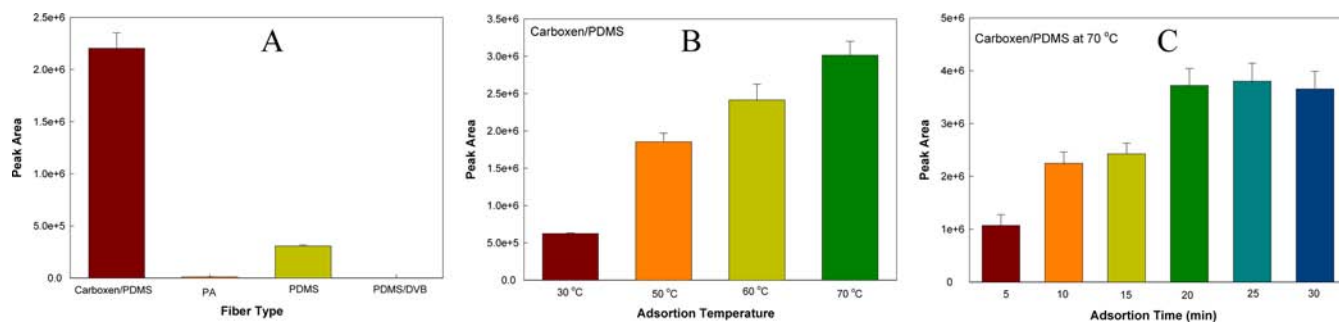 A
Peak Area
2.5e+6
2.0e+6
1.5e+6
1.0e+6
5.0e+5
0.0
Carboxen/PDMS PA PDMS PDMS/DVB
Fiber Type
Carboxen/PDMS B
Peak Area
3.5e+6
3.0e+6
2.5e+6
2.0e+6
1.5e+6
1.0e+6
5.0e+5
0.0
30 °C 50 °C 60 °C 70 °C
Adsortion Temperature
Carboxen/PDMS at 70 °C C
Peak Area
5e+6
4e+6
3e+6
2e+6
1e+6
0
5 10 15 20 25 30
Adsortion Time (min)